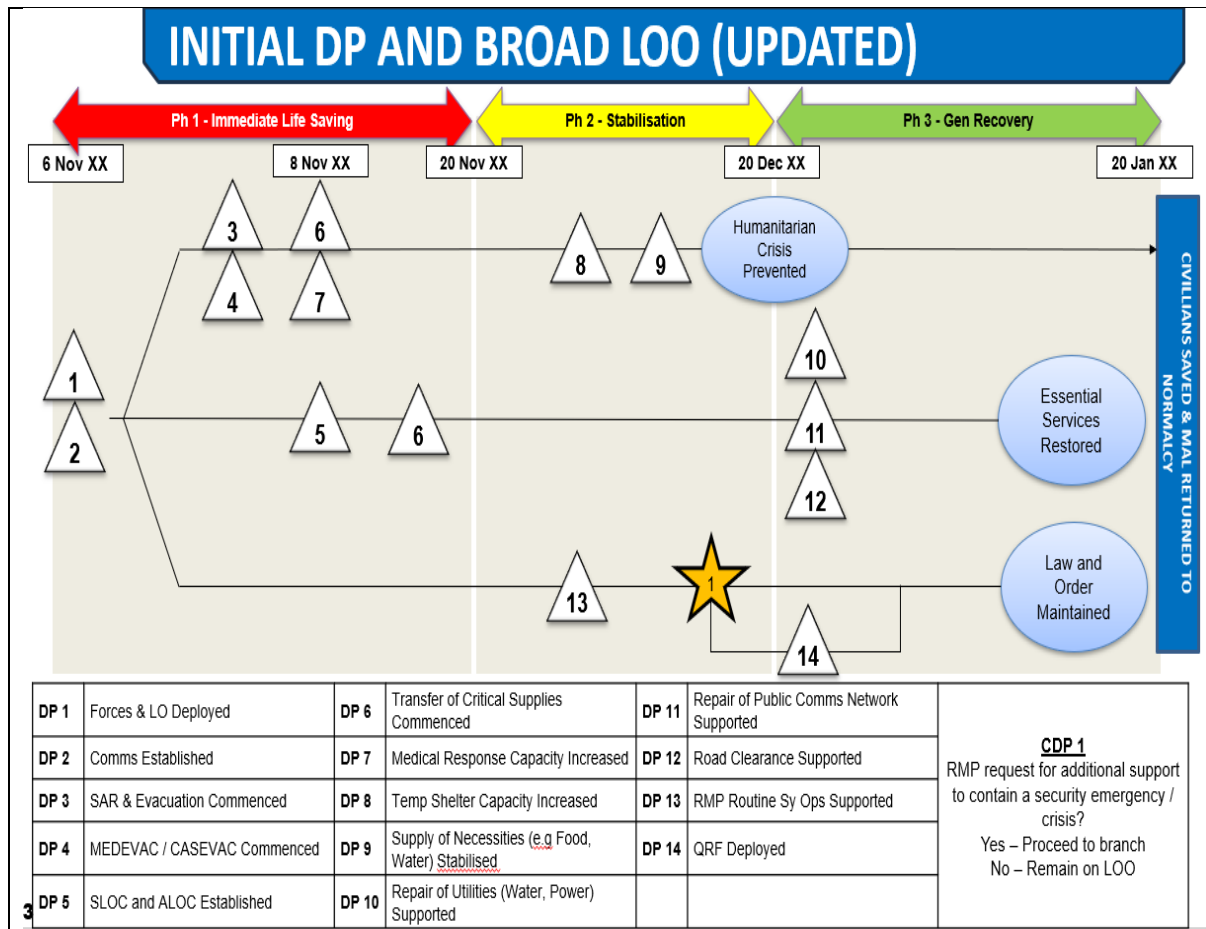 INITIAL DP AND BROAD LOO (UPDATED)
Ph 1 - Immediate Life Saving
Ph 2 - Stabilisation
Ph 3 - Gen Recovery
6 Nov XX
8 Nov XX
20 Nov XX
20 Dec XX
20 Jan XX
3
6
4
7
8
9
Humanitarian
Crisis
Prevented
1
2
5
6
10
11
12
Essential
Services
Restored
13
1
14
Law and
Order
Maintained
CIVILLIANS SAVED & MAL RETURNED TO
NORMALCY
DP 1
Forces & LO Deployed
DP 6
Transfer of Critical Supplies
Commenced
DP 11
Repair of Public Comms Network
Supported
DP 2
Comms Established
DP 7
Medical Response Capacity Increased
DP 12
Road Clearance Supported
DP 3
SAR & Evacuation Commenced
DP 8
Temp Shelter Capacity Increased
DP 13
RMP Routine Sy Ops Supported
DP 4
MEDEVAC / CASEVAC Commenced
DP 9
Supply of Necessities (e.g Food,
Water) Stabilised
DP 14
QRF Deployed
DP 5
SLOC and ALOC Established
DP 10
Repair of Utilities (Water, Power)
Supported
CDP 1
RMP request for additional support
to contain a security emergency /
crisis?
Yes – Proceed to branch
No – Remain on LOO
3